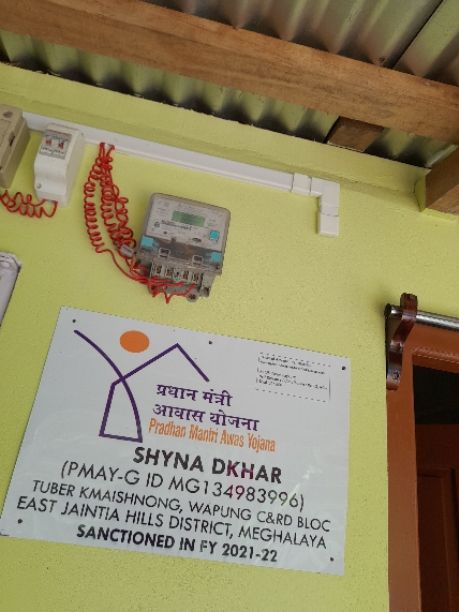 प्रधान मंत्री
आवास योजना
Pradhan Mantri Awas Yojana
SHYNA DKHAR
(PMAY-G ID MG134983996)
TUBER KMAISHNONG, WAPUNG C&RD BLOC
EAST JAINTIA HILLS DISTRICT, MEGHALAYA
SANCTIONED IN FY 2021-22